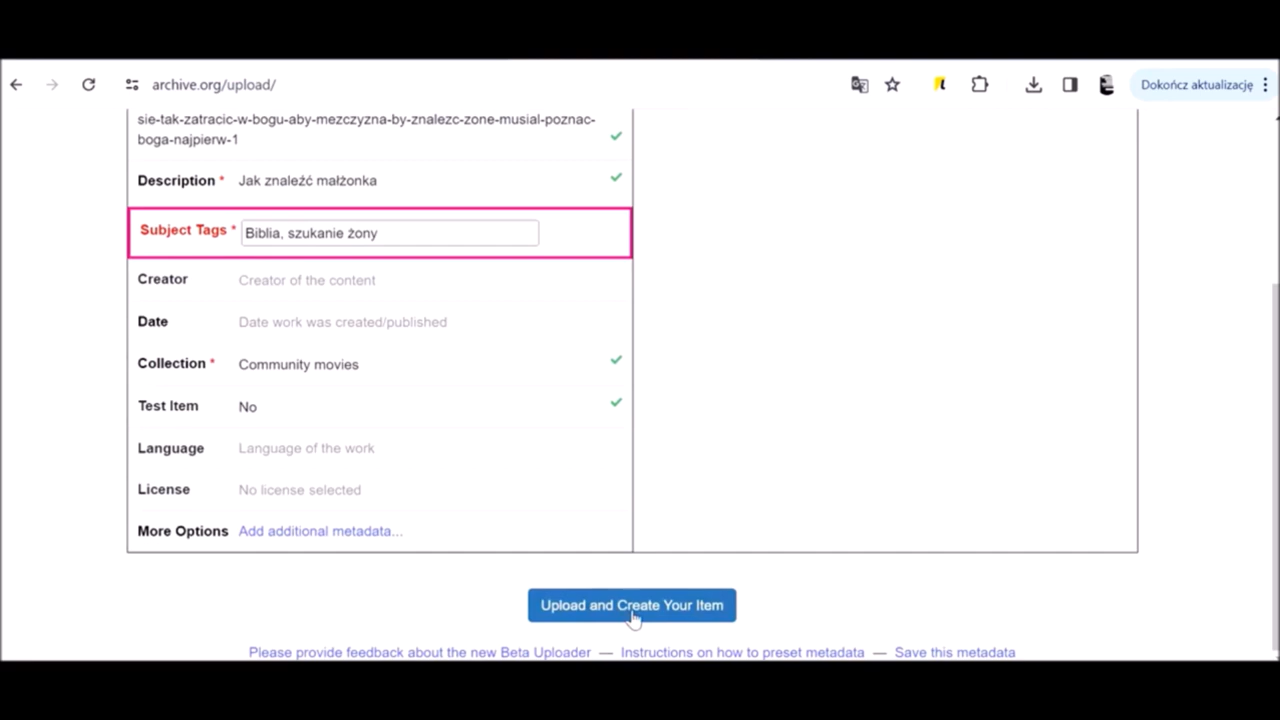 archive.org/upload/
Dokończ aktualizację
sie-tak-zatracic-w-bogu-aby-mezczyzna-by-znalezc-zone-musial-poznac-
boga-najpierw-1
Description * Jak znaleźć małżonka
Subject Tags * Biblia, szukanie żony
Creator Creator of the content
Date Date work was created/published
Collection * Community movies
Test Item No
Language Language of the work
License No license selected
More Options Add additional metadata...
Upload and Create Your Item
Please provide feedback about the new Beta Uploader — Instructions on how to preset metadata — Save this metadata